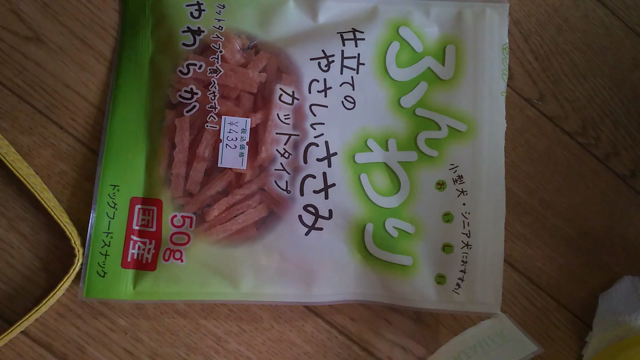 小型犬・シニア犬におすすめ!
ふんわり
仕立ての
やさしいささみ
カットタイプ
カットタイプで食べやすく!
やわらか
税込価格
¥432
50g
国産
ドッグフードスナック